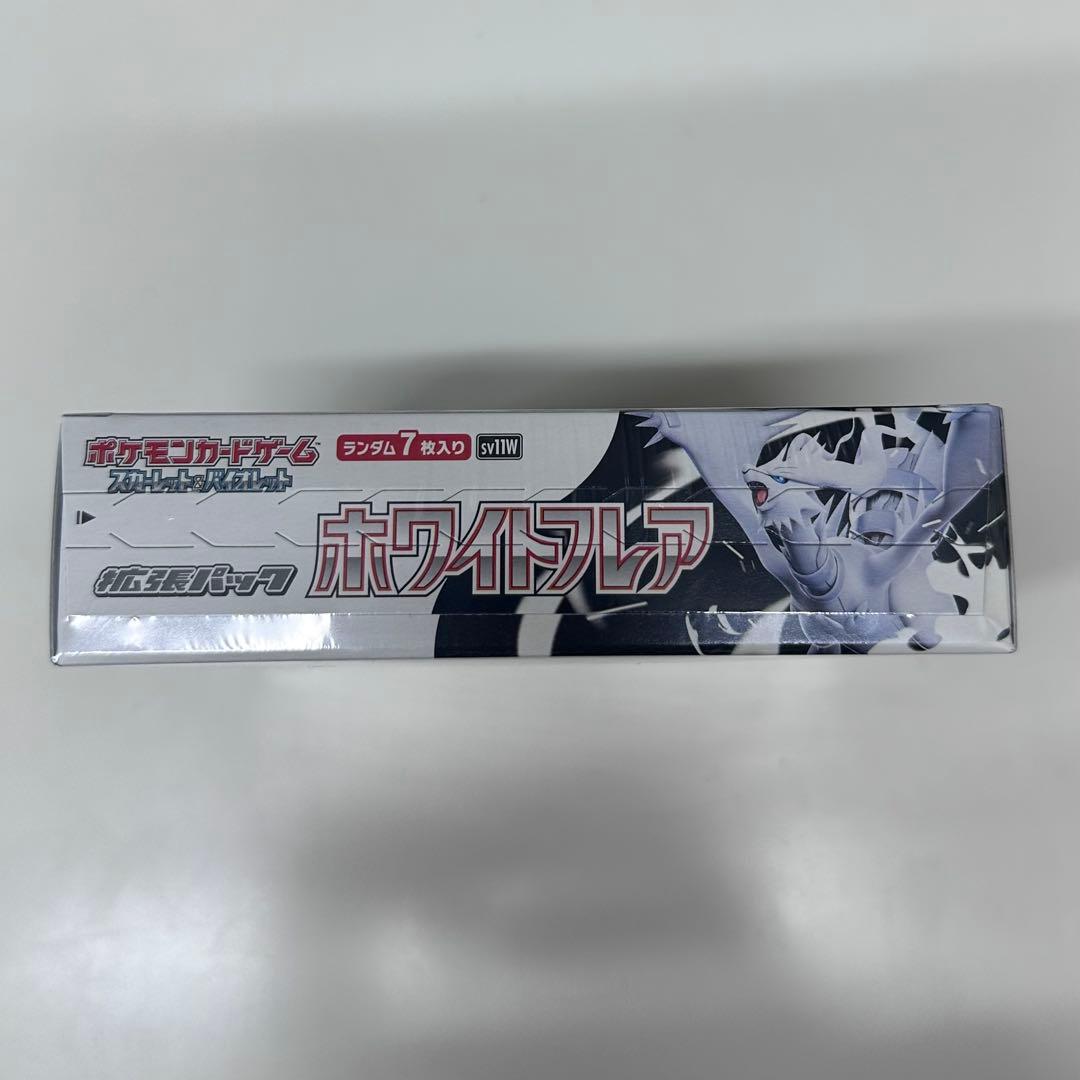 ポケモンカードゲーム
スカーレット&バイオレット
ランダム7枚入り
sv11W
拡張パック
ホワイトフレア